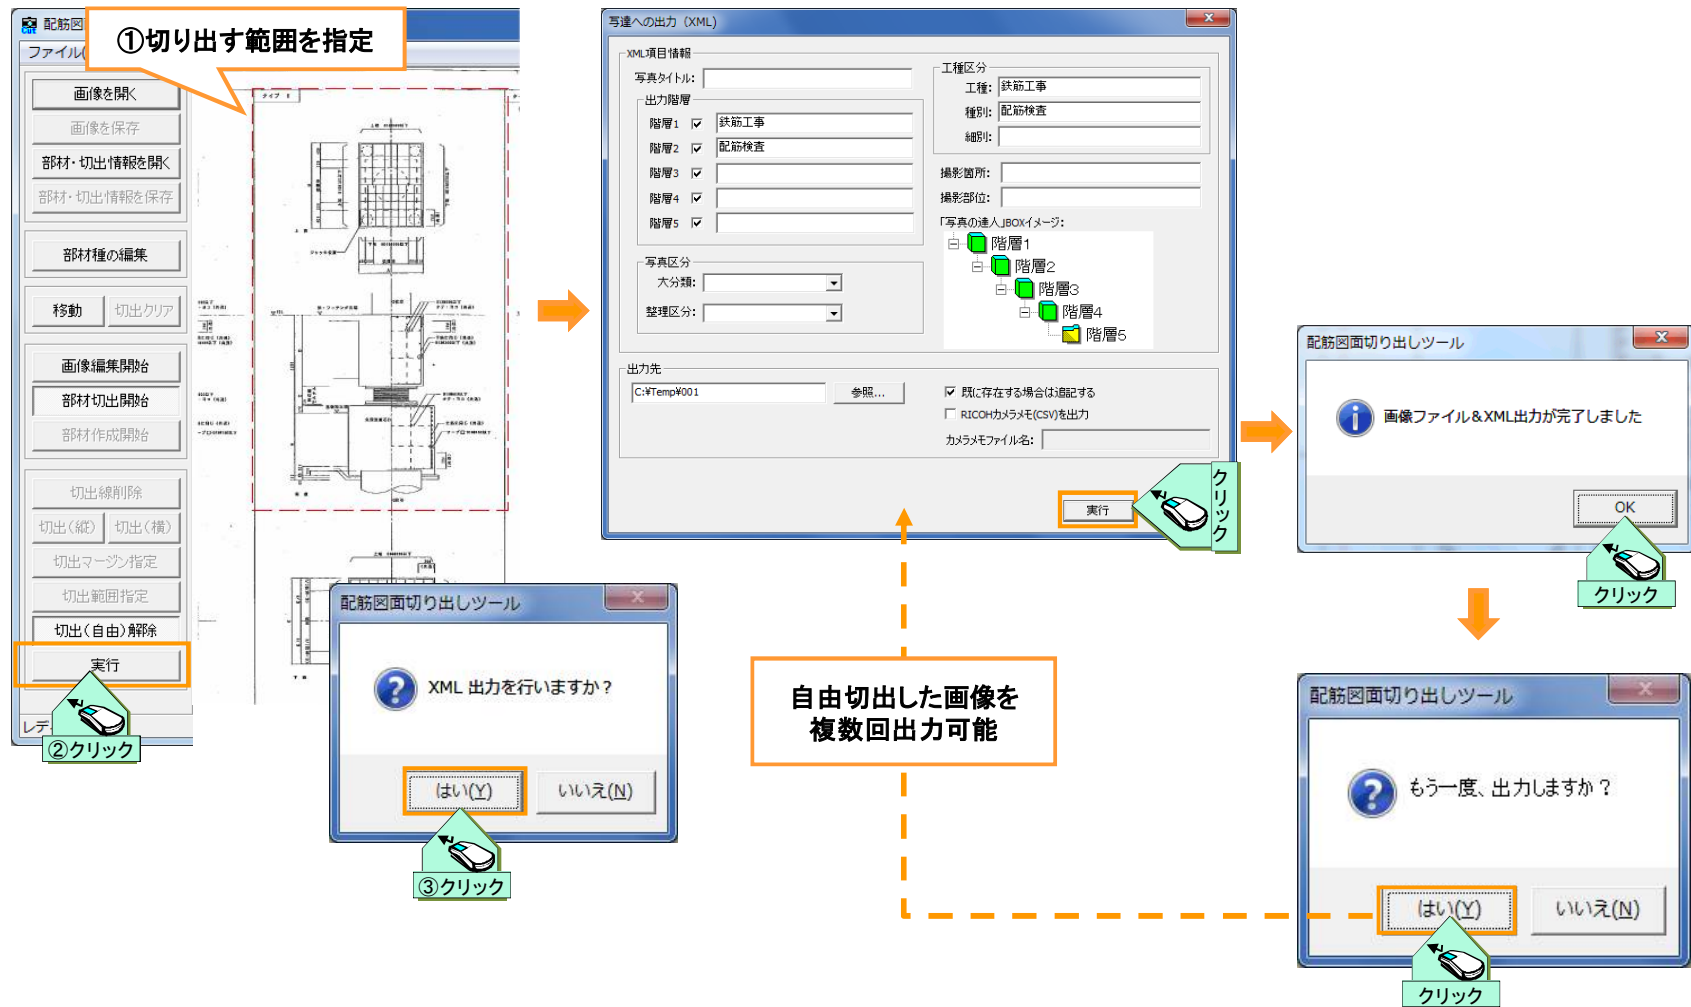 配筋図
①切り出す範囲を指定
ファイル(
画像を開く
画像を保存
部材・切出情報を開く
部材・切出情報を保存
部材種の編集
移動
切出クリア
画像編集開始
部材切出開始
部材作成開始
切出線削除
切出(縦)
切出(横)
切出マージン指定
切出範囲指定
切出(自由)解除
実行
レデ
②クリック
タイプ
配筋図面切り出しツール
XML 出力を行いますか?
はい(Y)
いいえ(N)
③クリック
写達への出力 (XML)
XML項目情報
写真タイトル:
出力階層
階層1
鉄筋工事
階層2
配筋検査
階層3
階層4
階層5
写真区分
大分類:
整理区分:
工種区分
工種:
鉄筋工事
種別:
配筋検査
細別:
撮影箇所:
撮影部位:
「写真の達人」BOXイメージ:
階層1
階層2
階層3
階層4
階層5
出力先
C:¥Temp¥001
参照...
既に存在する場合は追記する
RICOHカメラメモ(CSV)を出力
カメラメモファイル名:
実行
クリック
自由切出した画像を
複数回出力可能
配筋図面切り出しツール
画像ファイル&XML出力が完了しました
OK
クリック
配筋図面切り出しツール
もう一度、出力しますか?
はい(Y)
いいえ(N)
クリック